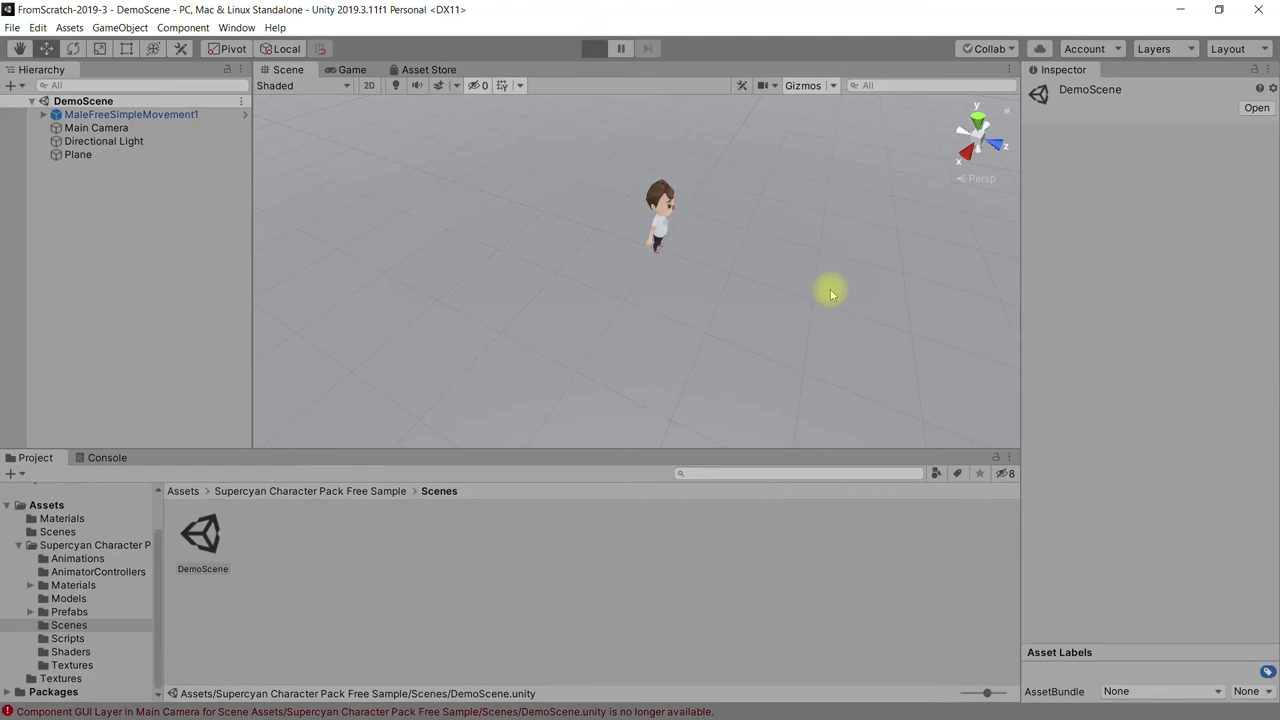 FromScratch-2019-3 - DemoScene - PC, Mac & Linux Standalone - Unity 2019.3.11f1 Personal <DX11>
File Edit Assets GameObject Component Window Help
Pivot Local Collab Account Layers Layout
Hierarchy Scene Game Asset Store Inspector
All Shaded 2D 0 Gizmos All
DemoScene
DemoScene
Open
MaleFreeSimpleMovement1
Main Camera
Directional Light
Plane
y
x
z
Persp
Project Console
8
Assets > Supercyan Character Pack Free Sample > Scenes
Assets
Materials
Scenes
Supercyan Character P
Animations
AnimatorControllers
Materials
Models
Prefabs
Scenes
Scripts
Shaders
Textures
Textures
Packages
DemoScene
Assets/Supercyan Character Pack Free Sample/Scenes/DemoScene.unity
Asset Labels
AssetBundle None None
Component GUI Layer in Main Camera for Scene Assets/Supercyan Character Pack Free Sample/Scenes/DemoScene.unity is no longer available.